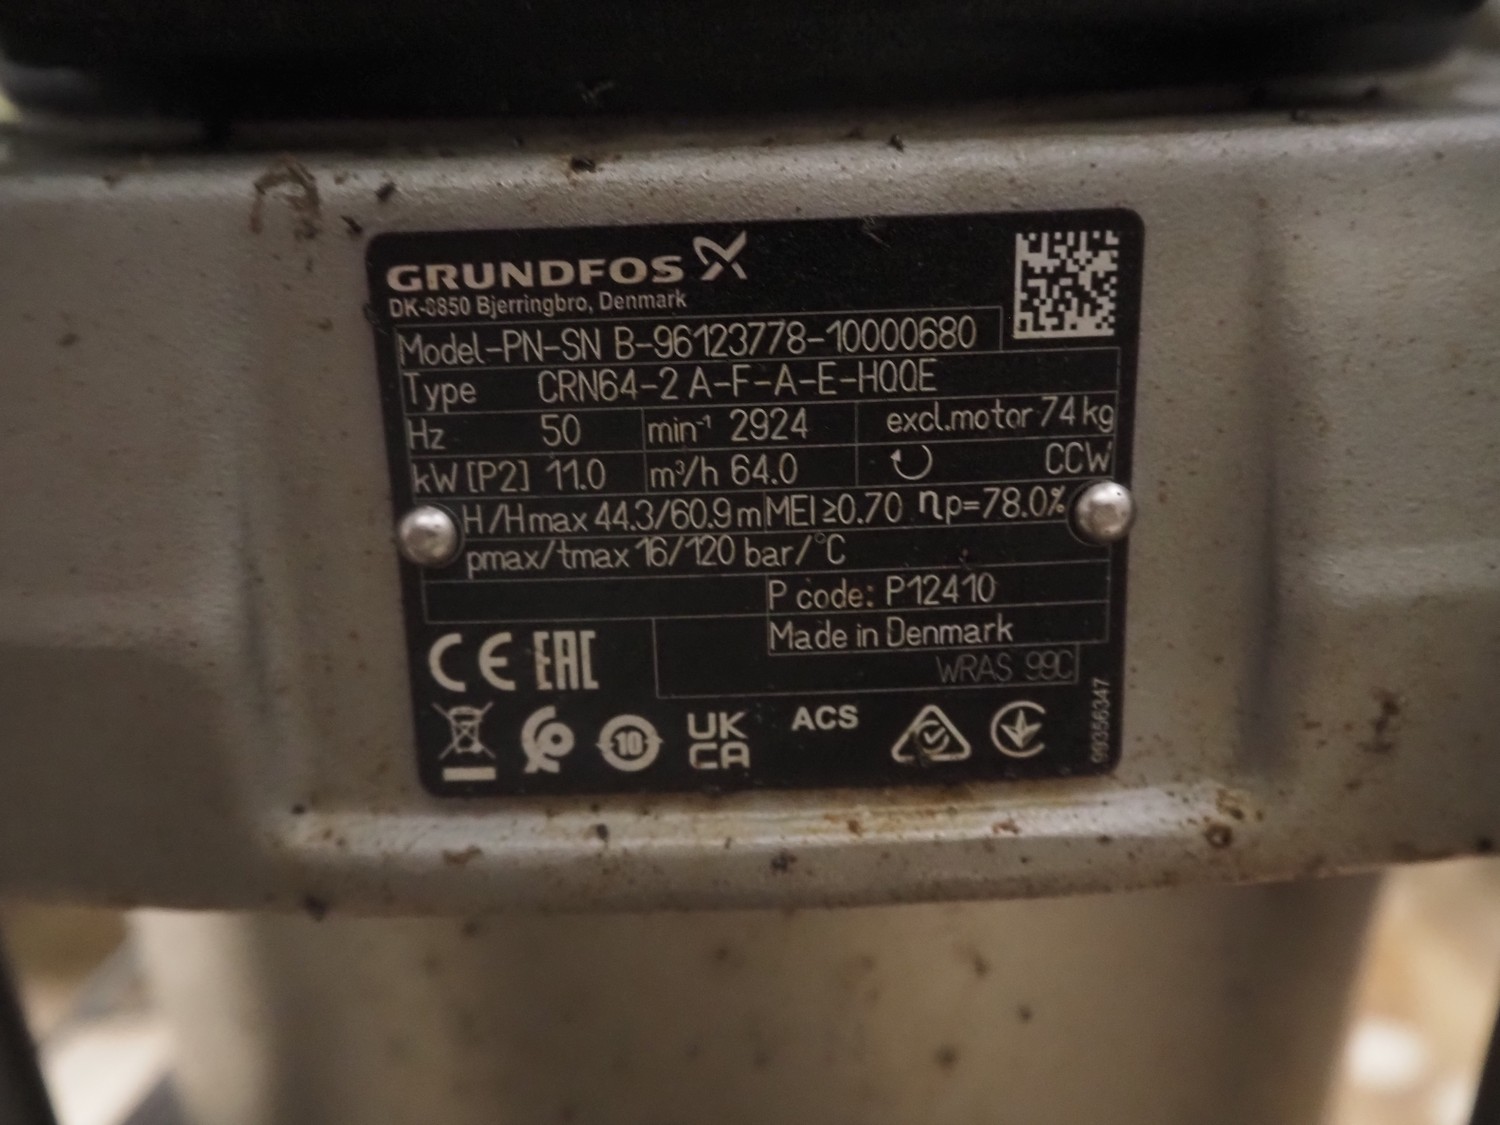 GRUNDFOS
DK-8850 Bjerringbro, Denmark
Model-PN-SN B-96123778-10000680
Type CRN64-2 A-F-A-E-HQQE
Hz 50 min⁻¹ 2924 excl.motor 74 kg
kW [P2] 11.0 m³/h 64.0 CCW
H/Hmax 44.3/60.9 m MEI ≥0.70 ηp=78.0%
pmax/tmax 16/120 bar/°C
P code: P12410
Made in Denmark
WRAS 99C
CE EAC
10 UK CA ACS
99356347